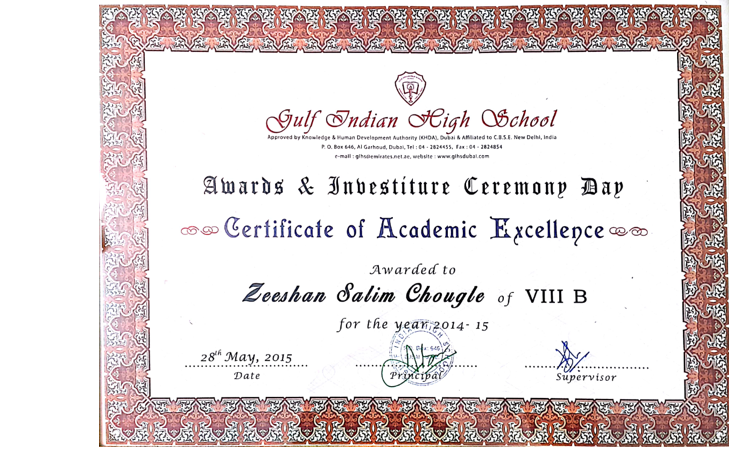 Gulf Indian High School
Approved by Knowledge & Human Development Authority (KHDA), Dubai & Affiliated to C.B.S.E. New Delhi, India
P. O. Box 646, Al Garhoud, Dubai, Tel : 04 - 2824455, Fax : 04 - 2824854
e-mail : gihs@emirates.net.ae, website : www.gihsdubai.com
Awards & Investiture Ceremony Day
Certificate of Academic Excellence
Awarded to
Zeeshan Salim Chougle of VIII B
for the year 2014- 15
28th May, 2015
Date Principal Supervisor